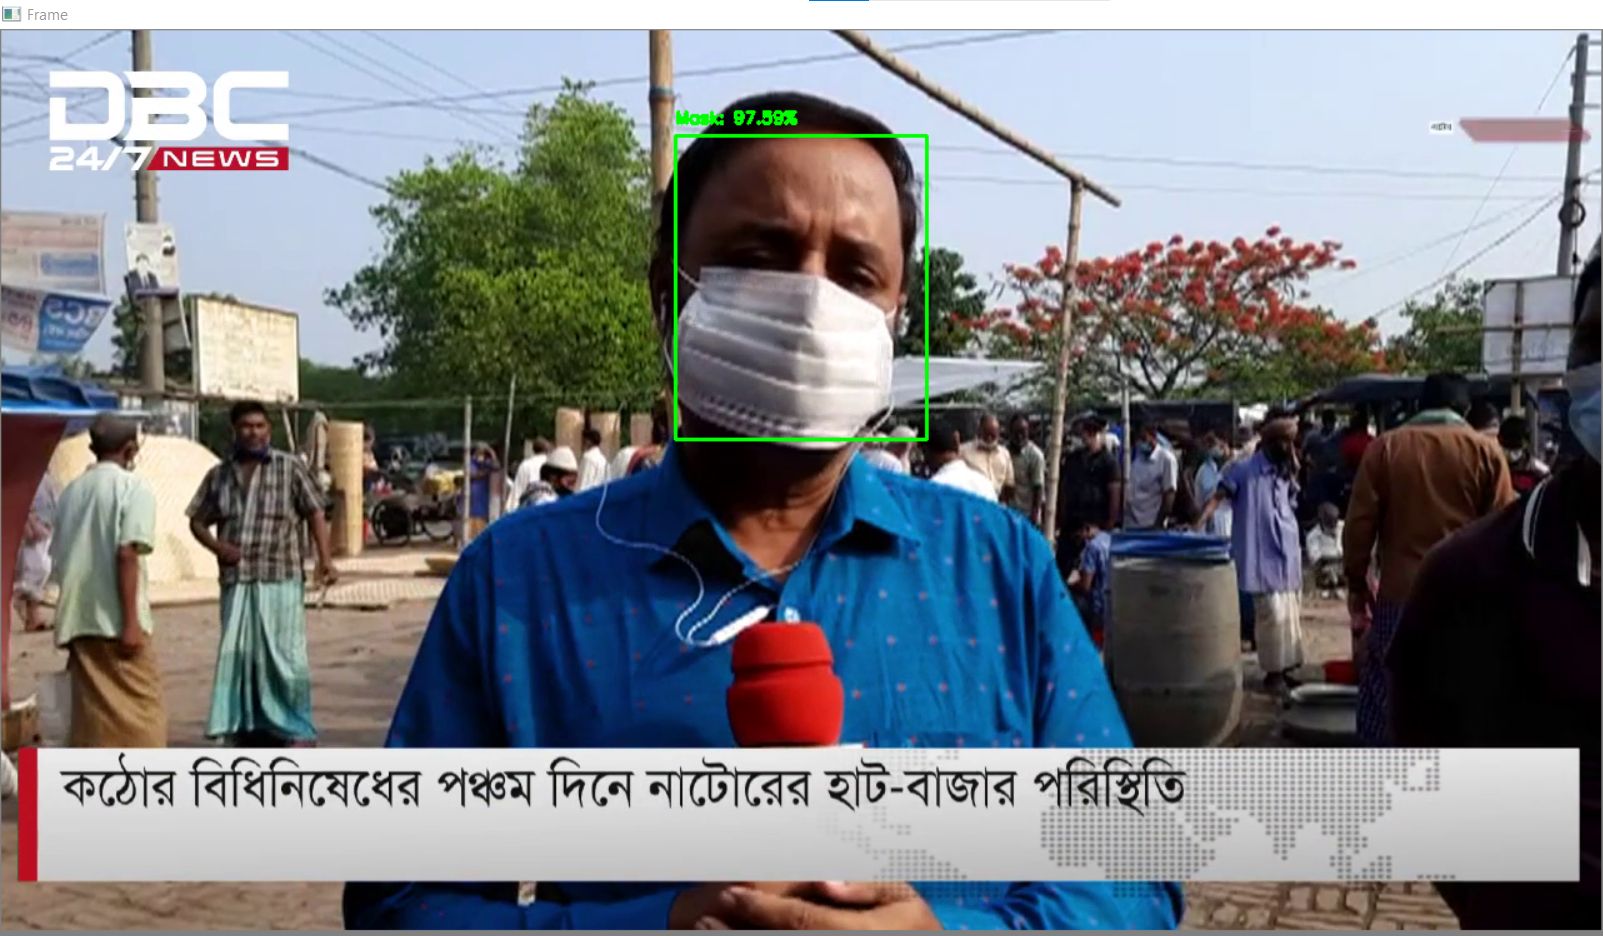 Frame
DBC
24/7 NEWS
Mask: 97.59%
নাটোর
কঠোর বিধিনিষেধের পঞ্চম দিনে নাটোরের হাট-বাজার পরিস্থিতি